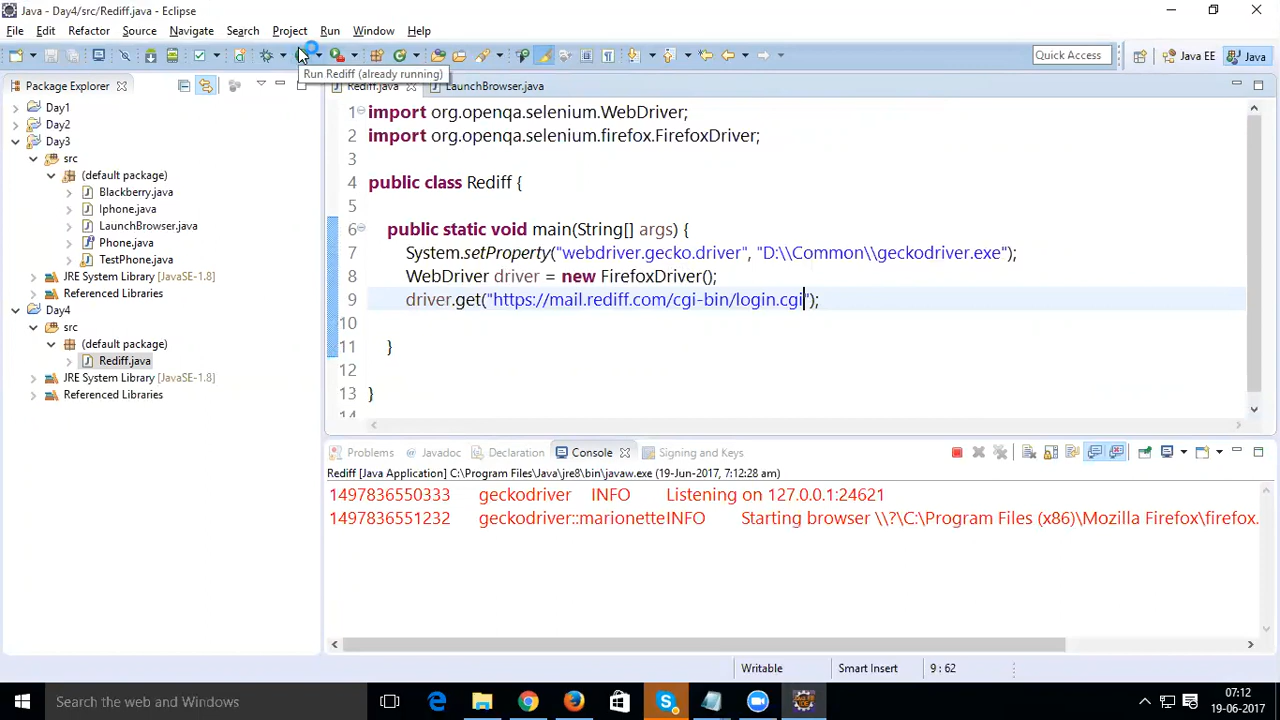 Java - Day4/src/Rediff.java - Eclipse
File Edit Refactor Source Navigate Search Project Run Window Help
Quick Access
Java EE
Java
Run Rediff (already running)
Package Explorer
Rediff.java
LaunchBrowser.java
Day1
Day2
Day3
src
(default package)
Blackberry.java
Iphone.java
LaunchBrowser.java
Phone.java
TestPhone.java
JRE System Library [JavaSE-1.8]
Referenced Libraries
Day4
src
(default package)
Rediff.java
JRE System Library [JavaSE-1.8]
Referenced Libraries
1 import org.openqa.selenium.WebDriver;
2 import org.openqa.selenium.firefox.FirefoxDriver;
3
4 public class Rediff {
5
6 public static void main(String[] args) {
7 System.setProperty("webdriver.gecko.driver", "D:\\Common\\geckodriver.exe");
8 WebDriver driver = new FirefoxDriver();
9 driver.get("https://mail.rediff.com/cgi-bin/login.cgi");
10
11 }
12
13 }
14
Problems Javadoc Declaration Console Signing and Keys
Rediff [Java Application] C:\Program Files\Java\jre8\bin\javaw.exe (19-Jun-2017, 7:12:28 am)
1497836550333 geckodriver INFO Listening on 127.0.0.1:24621
1497836551232 geckodriver::marionetteINFO Starting browser \\?\C:\Program Files (x86)\Mozilla Firefox\firefox.
Writable Smart Insert 9 : 62
Search the web and Windows
07:12
19-06-2017